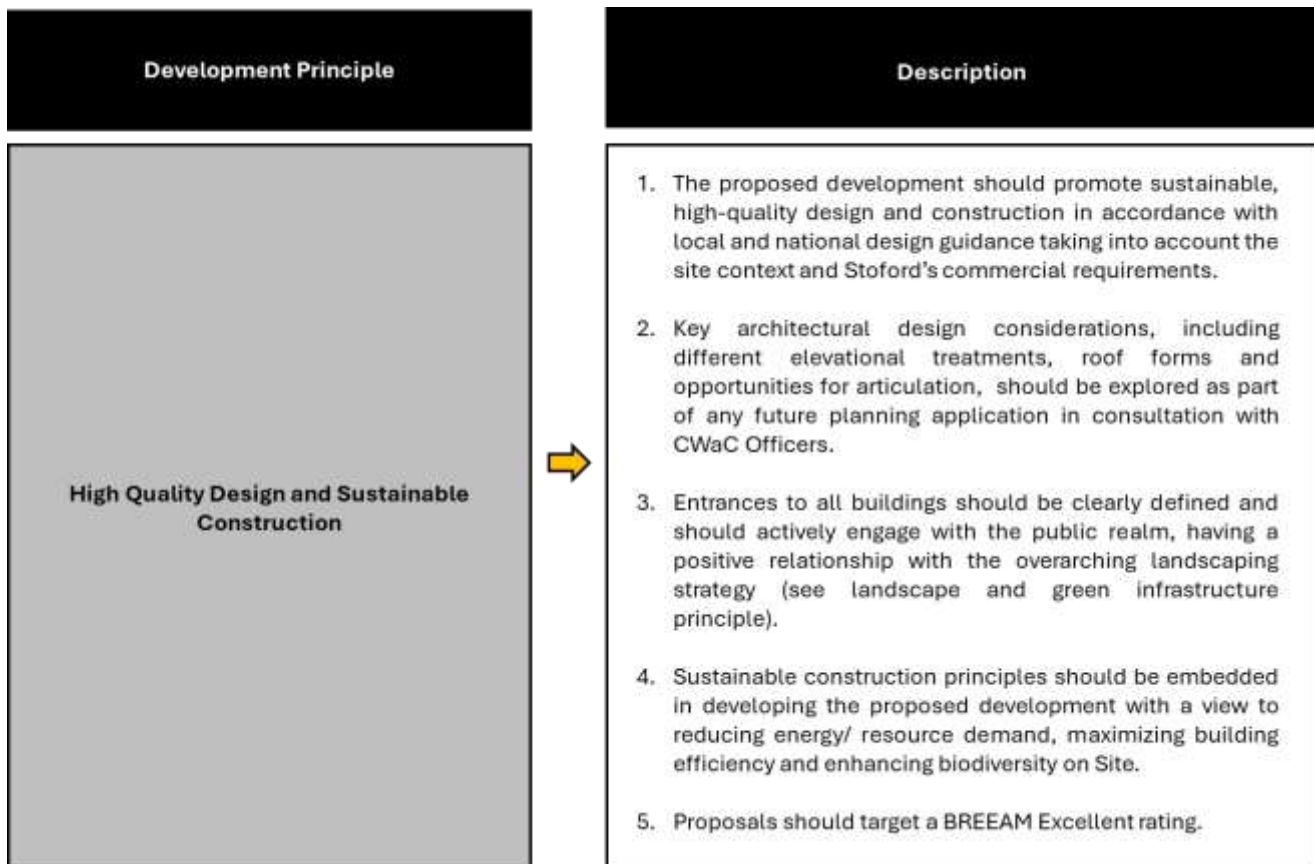 Development Principle
Description
High Quality Design and Sustainable
Construction
1. The proposed development should promote sustainable,
high-quality design and construction in accordance with
local and national design guidance taking into account the
site context and Stoford's commercial requirements.
2. Key architectural design considerations, including
different elevational treatments, roof forms and
opportunities for articulation, should be explored as part
of any future planning application in consultation with
CWaC Officers.
3. Entrances to all buildings should be clearly defined and
should actively engage with the public realm, having a
positive relationship with the overarching landscaping
strategy (see landscape and green infrastructure
principle).
4. Sustainable construction principles should be embedded
in developing the proposed development with a view to
reducing energy/ resource demand, maximizing building
efficiency and enhancing biodiversity on Site.
5. Proposals should target a BREEAM Excellent rating.